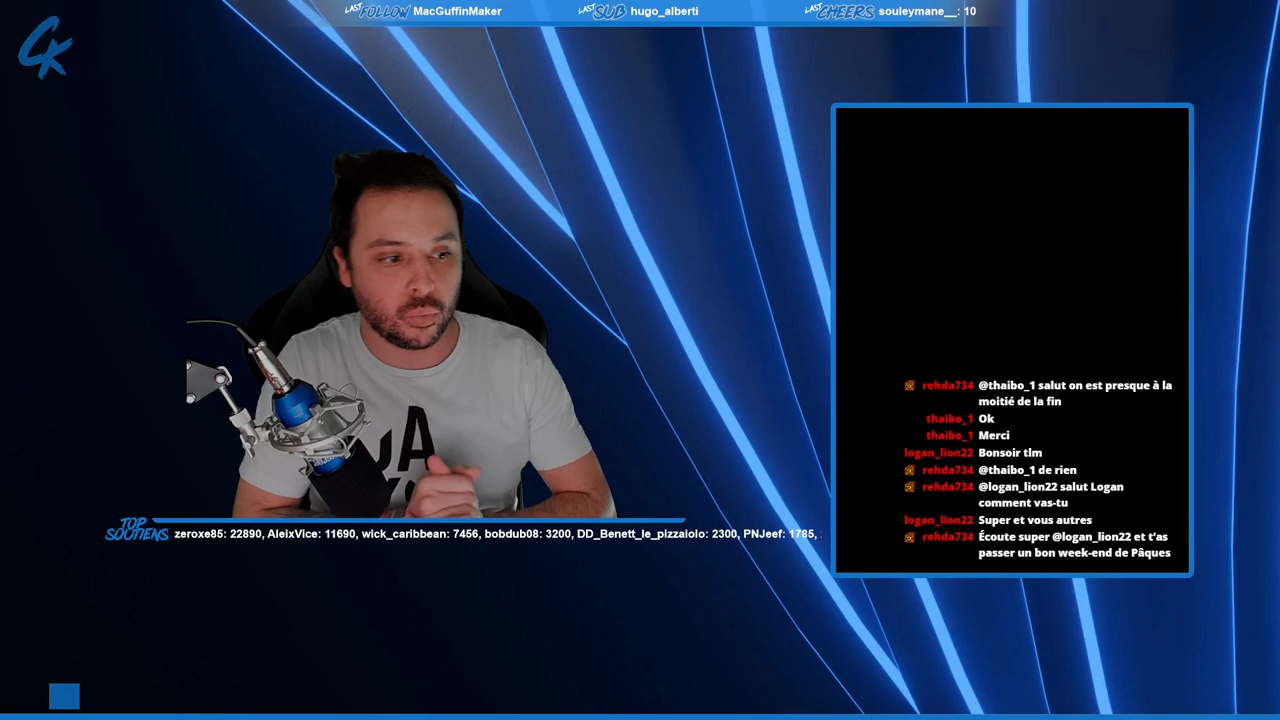 LAST FOLLOW MacGuffinMaker LAST SUB hugo_alberti LAST CHEERS souleymane__: 10
CK
rehda734 @thaibo_1 salut on est presque à la
moitié de la fin
thaibo_1 Ok
thaibo_1 Merci
logan_lion22 Bonsoir tlm
rehda734 @thaibo_1 de rien
rehda734 @logan_lion22 salut Logan
comment vas-tu
logan_lion22 Super et vous autres
rehda734 Écoute super @logan_lion22 et t'as
passer un bon week-end de Pâques
TOP
SOUTIENS zeroxe85: 22890, AleixVice: 11690, wick_caribbean: 7456, bobdub08: 3200, DD_Benett_le_pizzalolo: 2300, PNJeef: 1785,